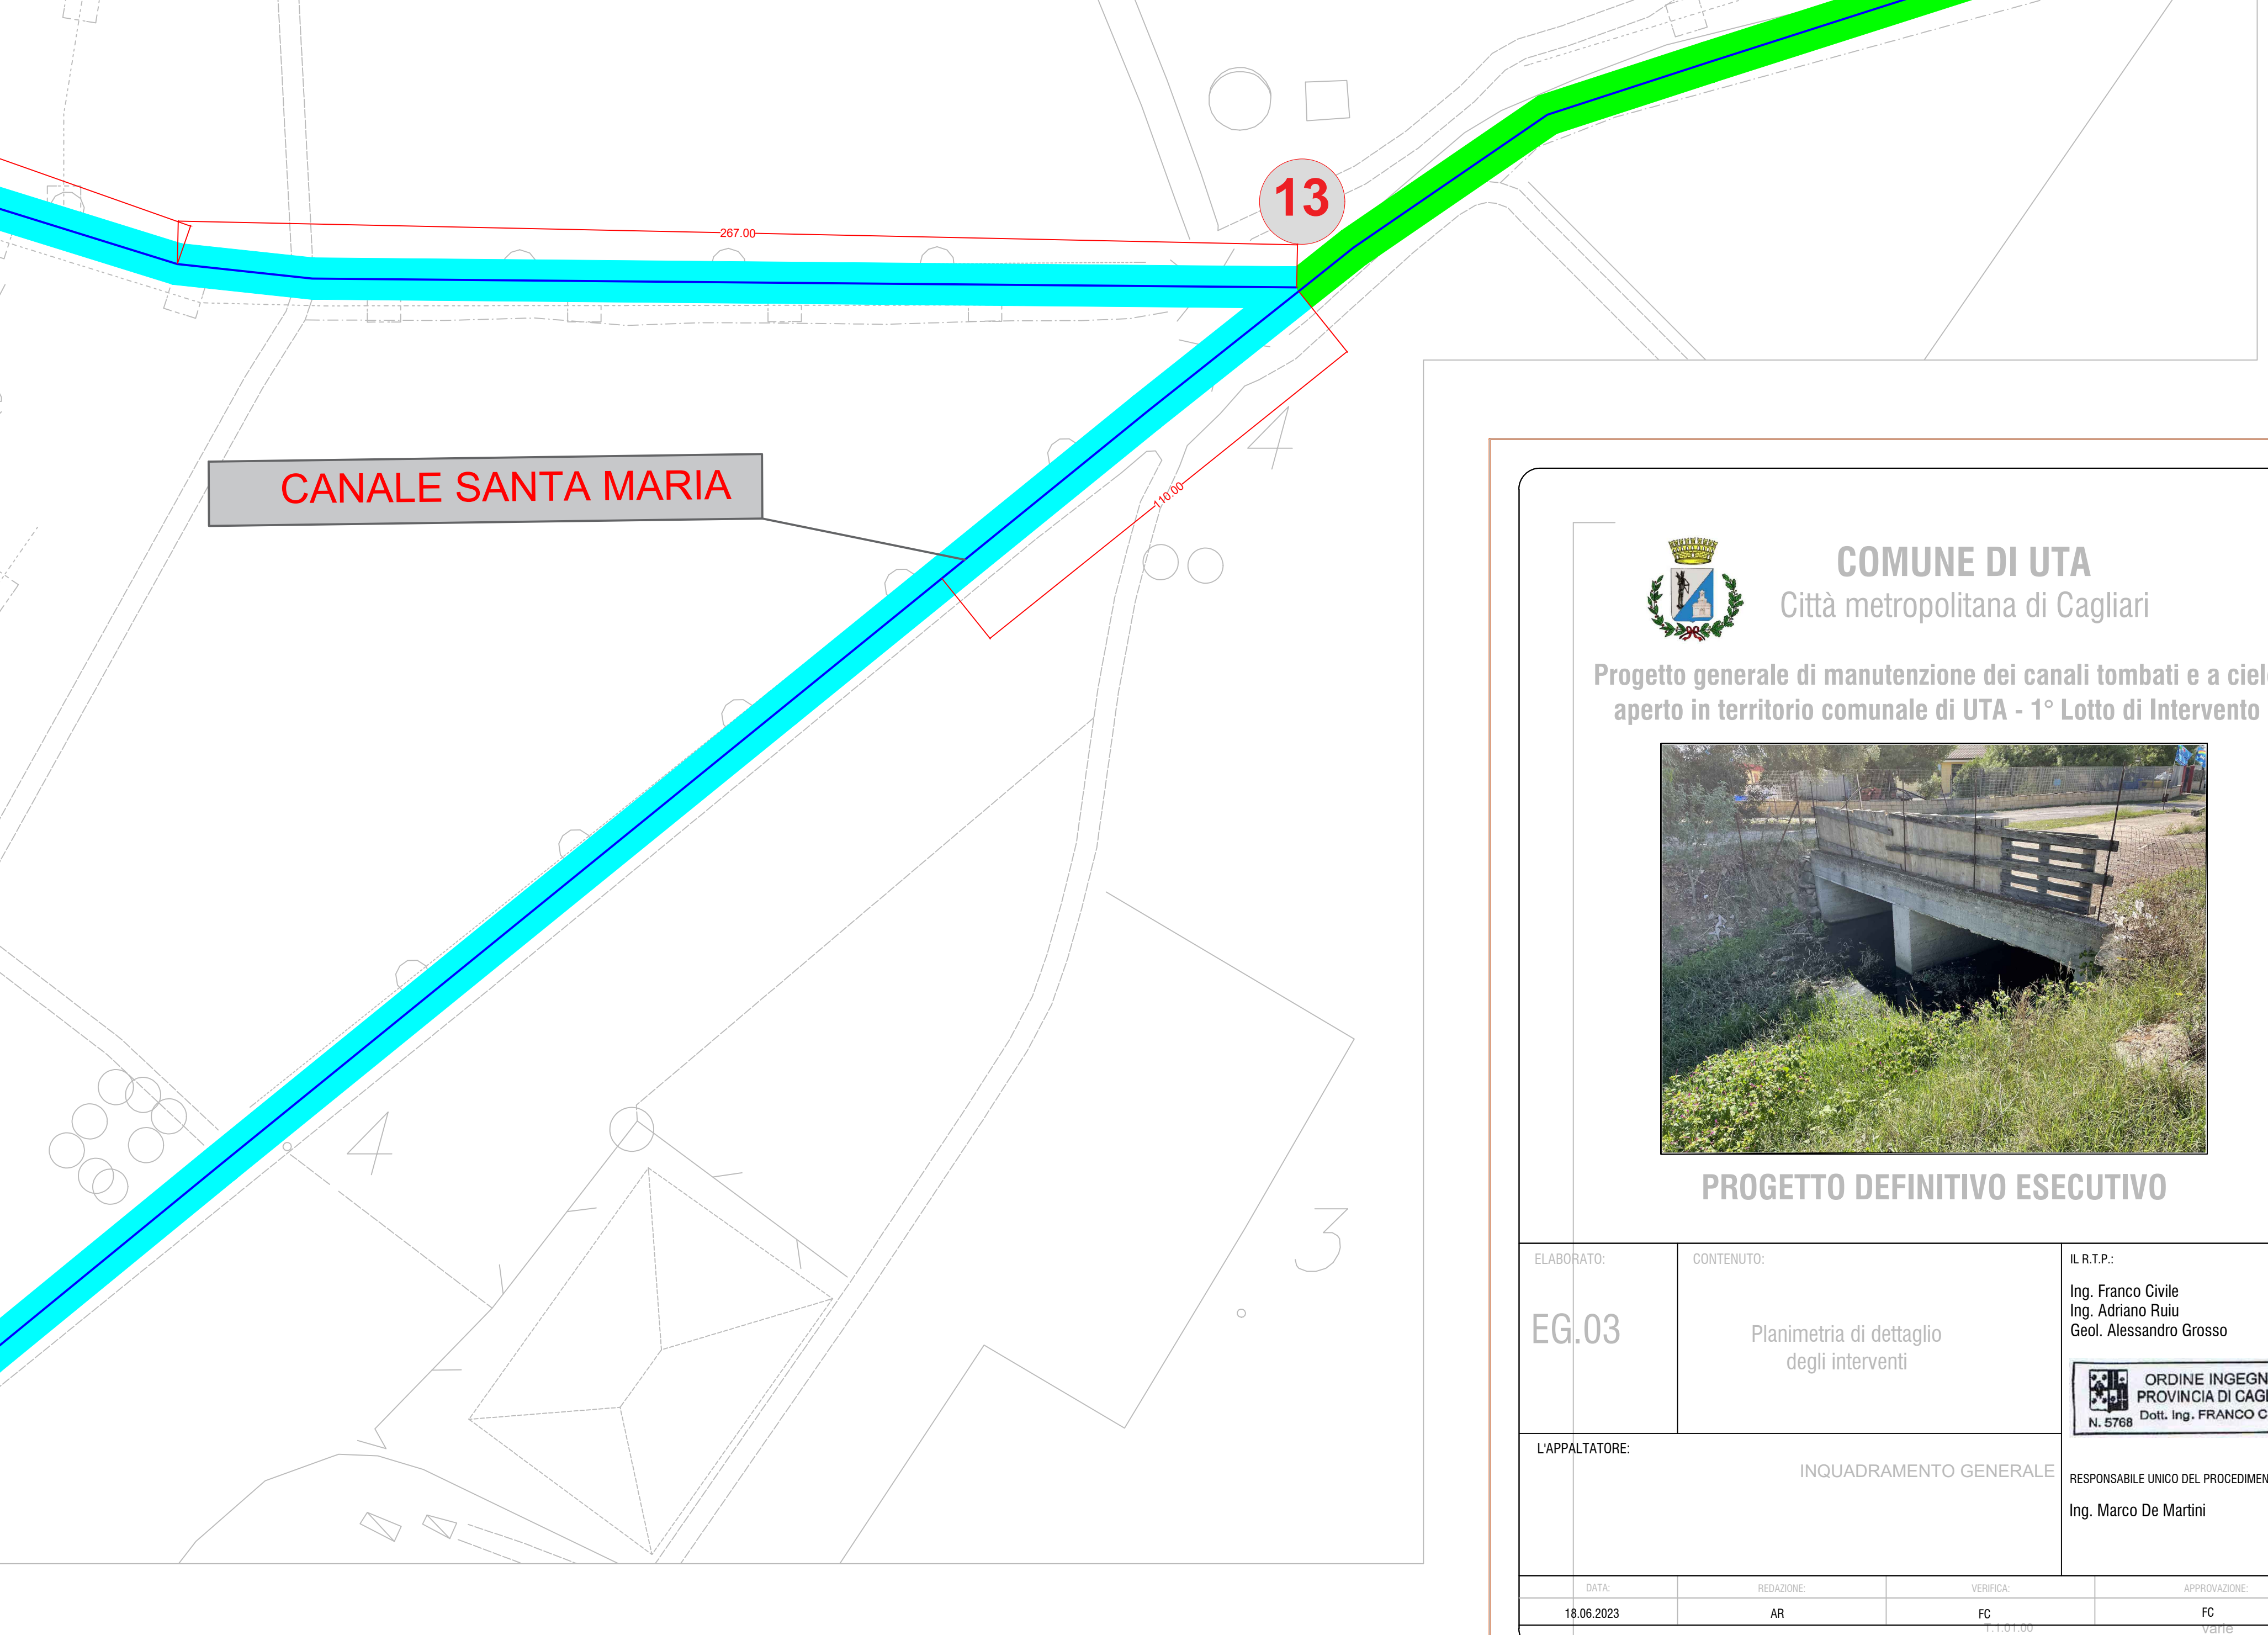 13
267.00
CANALE SANTA MARIA
4
110.00
4
3
COMUNE DI UTA
Città metropolitana di Cagliari
Progetto generale di manutenzione dei canali tombati e a
aperto in territorio comunale di UTA - 1° Lotto di Intervento
PROGETTO DEFINITIVO ESECUTIVO
ELABORATO:
CONTENUTO:
IL R.T.P.:
Ing. Franco Civile
Ing. Adriano Ruiu
Geol. Alessandro Grosso
EG.03
Planimetria di dettaglio
degli interventi
ORDINE
PROVINCIA DI
N. 5768 Dott. Ing. FRANCO
L'APPALTATORE:
INQUADRAMENTO GENERALE
RESPONSABILE UNICO DEL
Ing. Marco De Martini
DATA:
REDAZIONE:
VERIFICA:
APPROVAZIONE:
18.06.2023
AR
FC
FC
T.1.01.00
varie